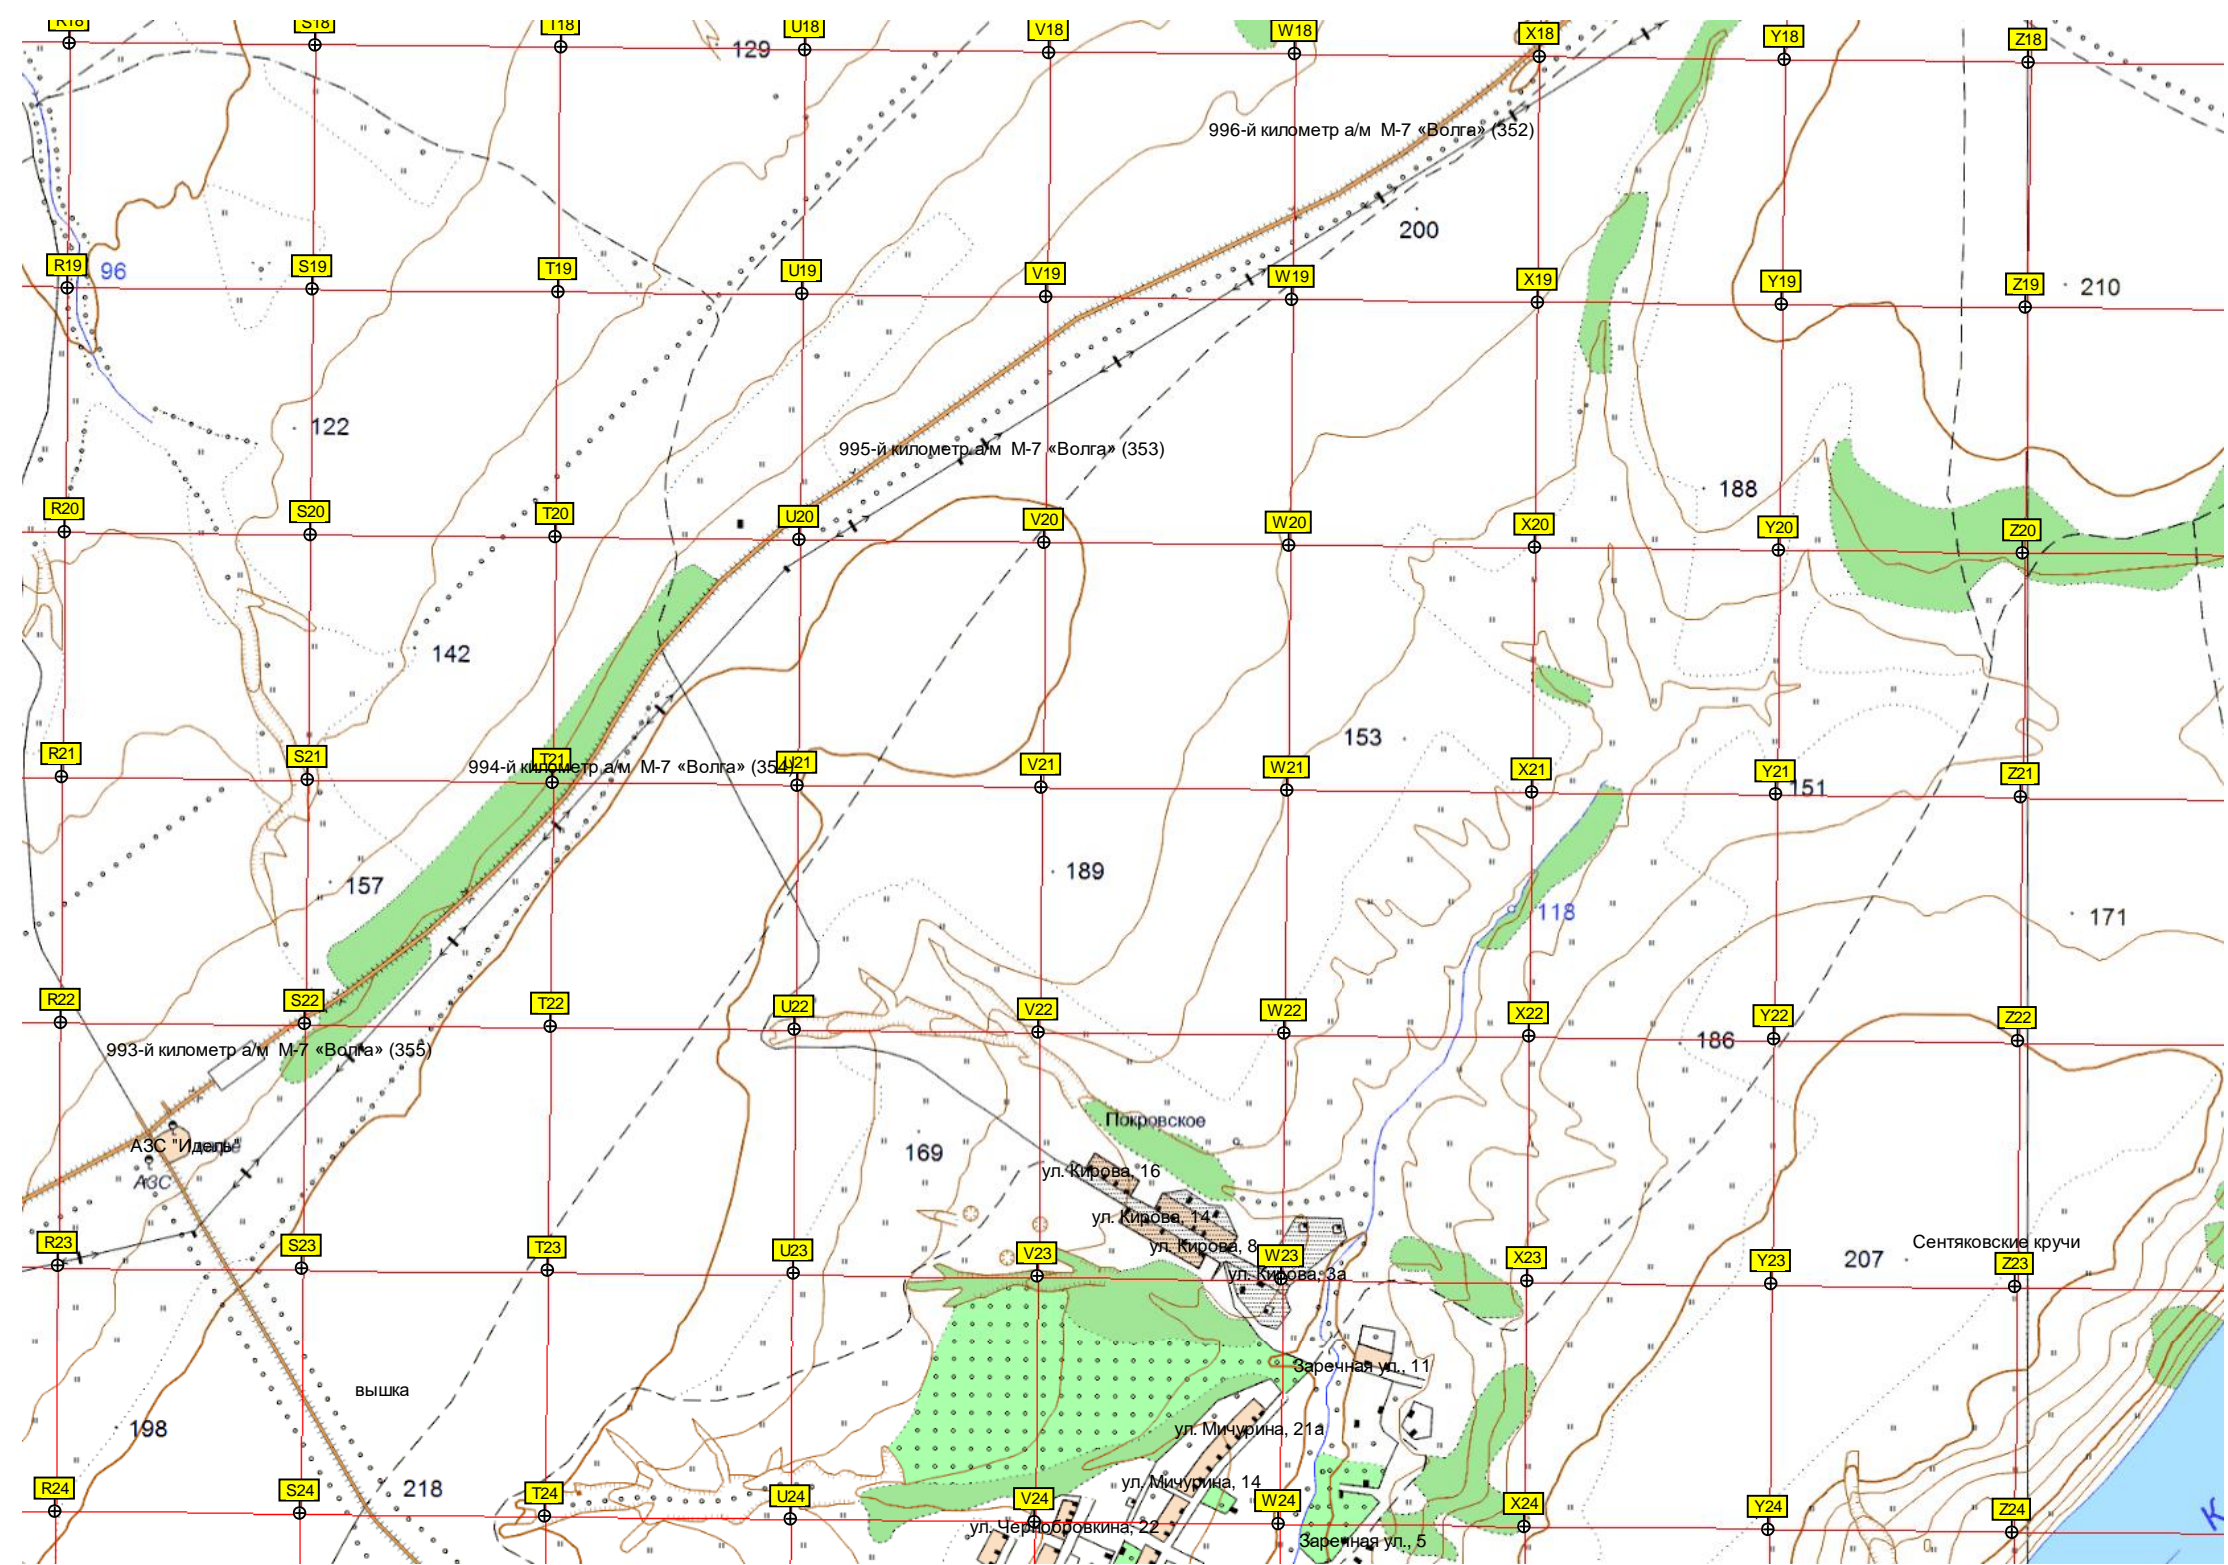 R18
S18
T18
U18
V18
W18
X18
Y18
Z18
129
996-й километр а/м М-7 «Волга» (352)
200
R19
96
S19
T19
U19
V19
W19
X19
Y19
Z19
210
122
995-й километр а/м М-7 «Волга» (353)
188
R20
S20
T20
U20
V20
W20
X20
Y20
Z20
142
153
R21
S21
T21
994-й километр а/м М-7 «Волга» (354)
U21
V21
W21
X21
Y21
151
Z21
157
189
118
171
R22
S22
T22
U22
V22
W22
X22
Y22
Z22
186
993-й километр а/м М-7 «Волга» (355)
Покровское
АЗС "Идель"
169
ул. Кирова, 16
АЗС
ул. Кирова, 14
ул. Кирова, 8
Сентяковские кручи
R23
S23
T23
U23
V23
W23
X23
Y23
207
Z23
ул. Кирова, 3а
Заречная ул., 11
вышка
198
ул. Мичурина, 21а
ул. Мичурина, 14
R24
S24
218
T24
U24
V24
W24
X24
Y24
Z24
К
ул. Чернобровкина, 22
Заречная ул., 5